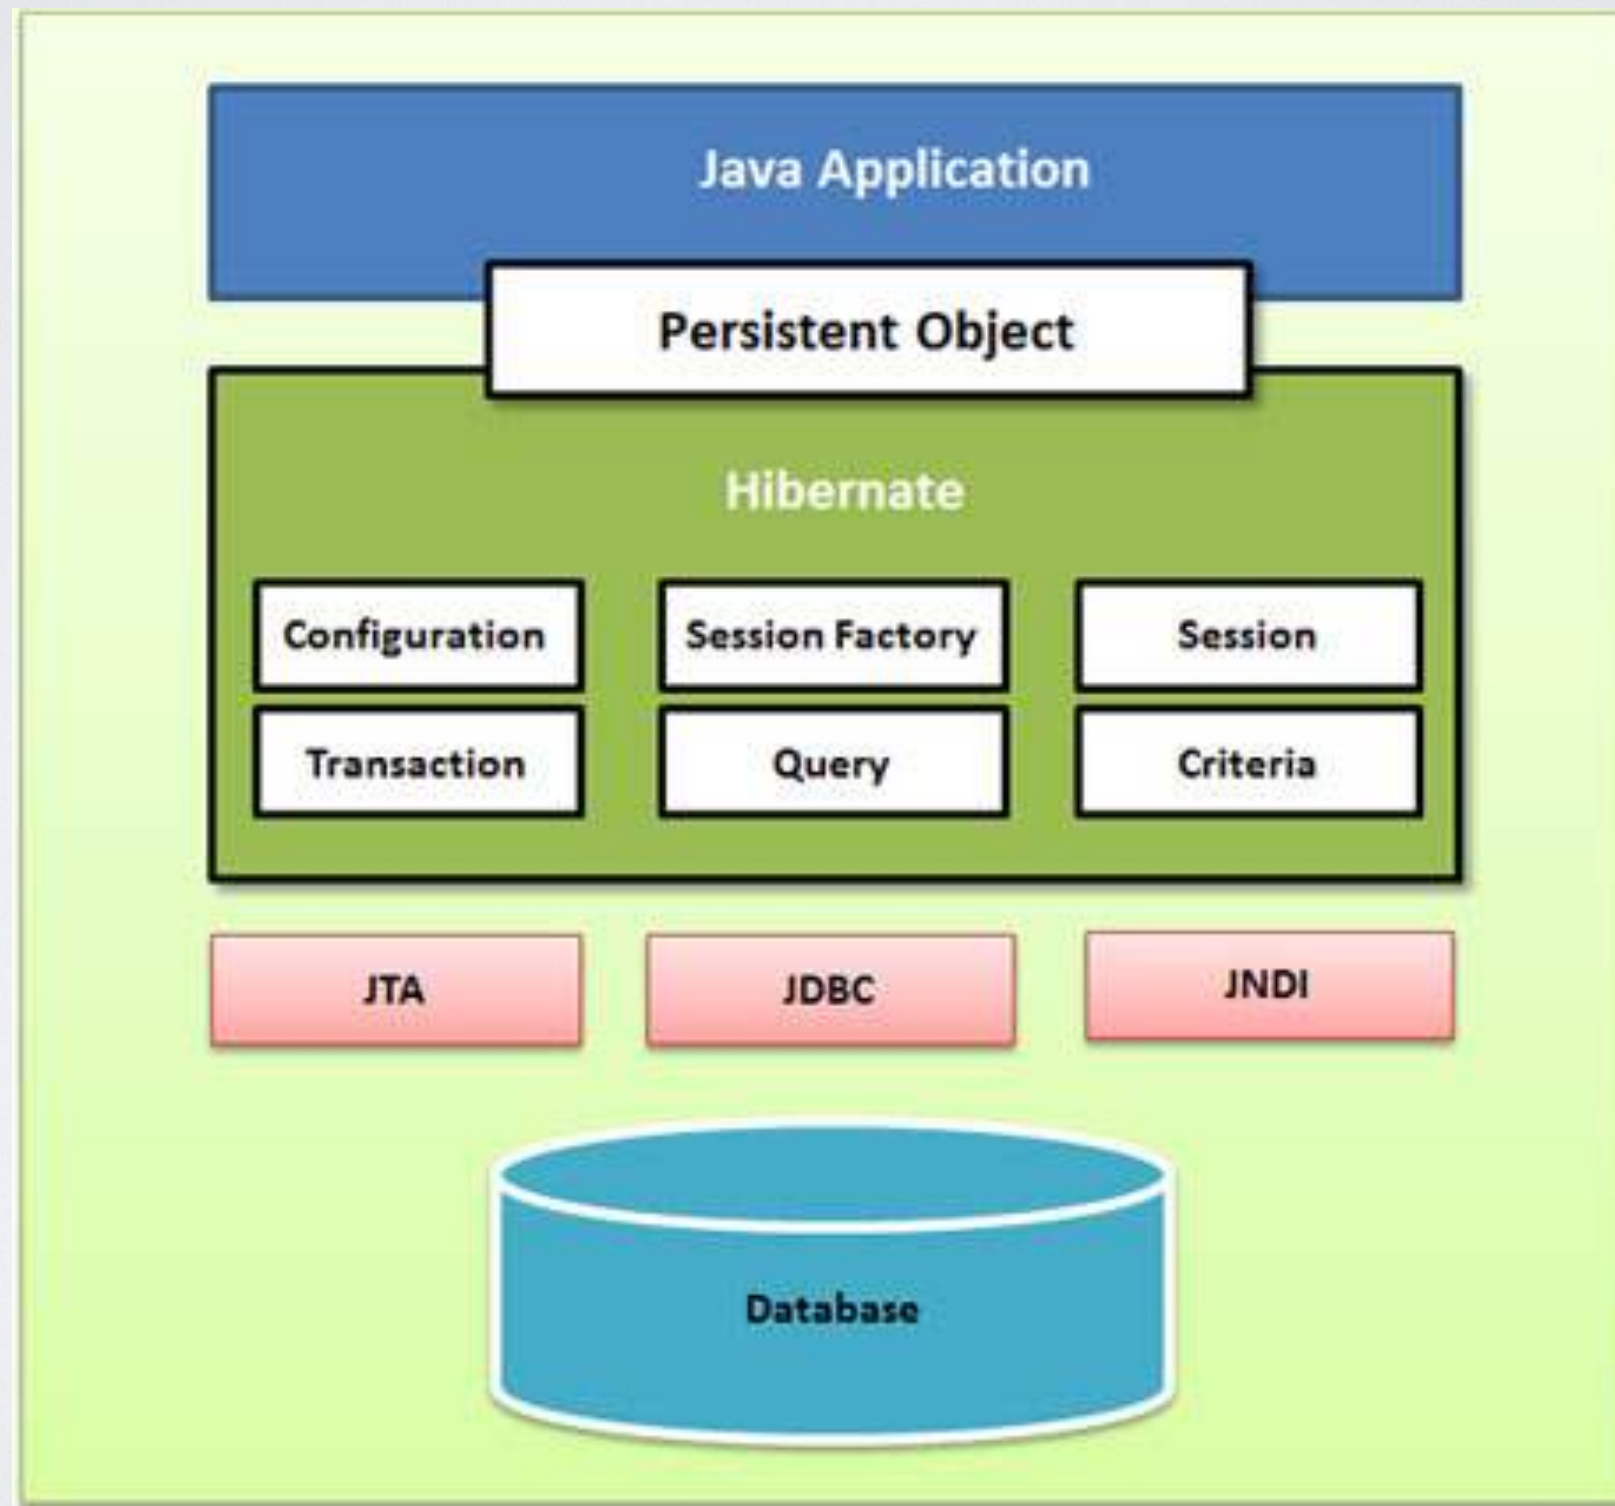 Java Application
Persistent Object
Hibernate
Configuration
Session Factory
Session
Transaction
Query
Criteria
JTA
JDBC
JNDI
Database